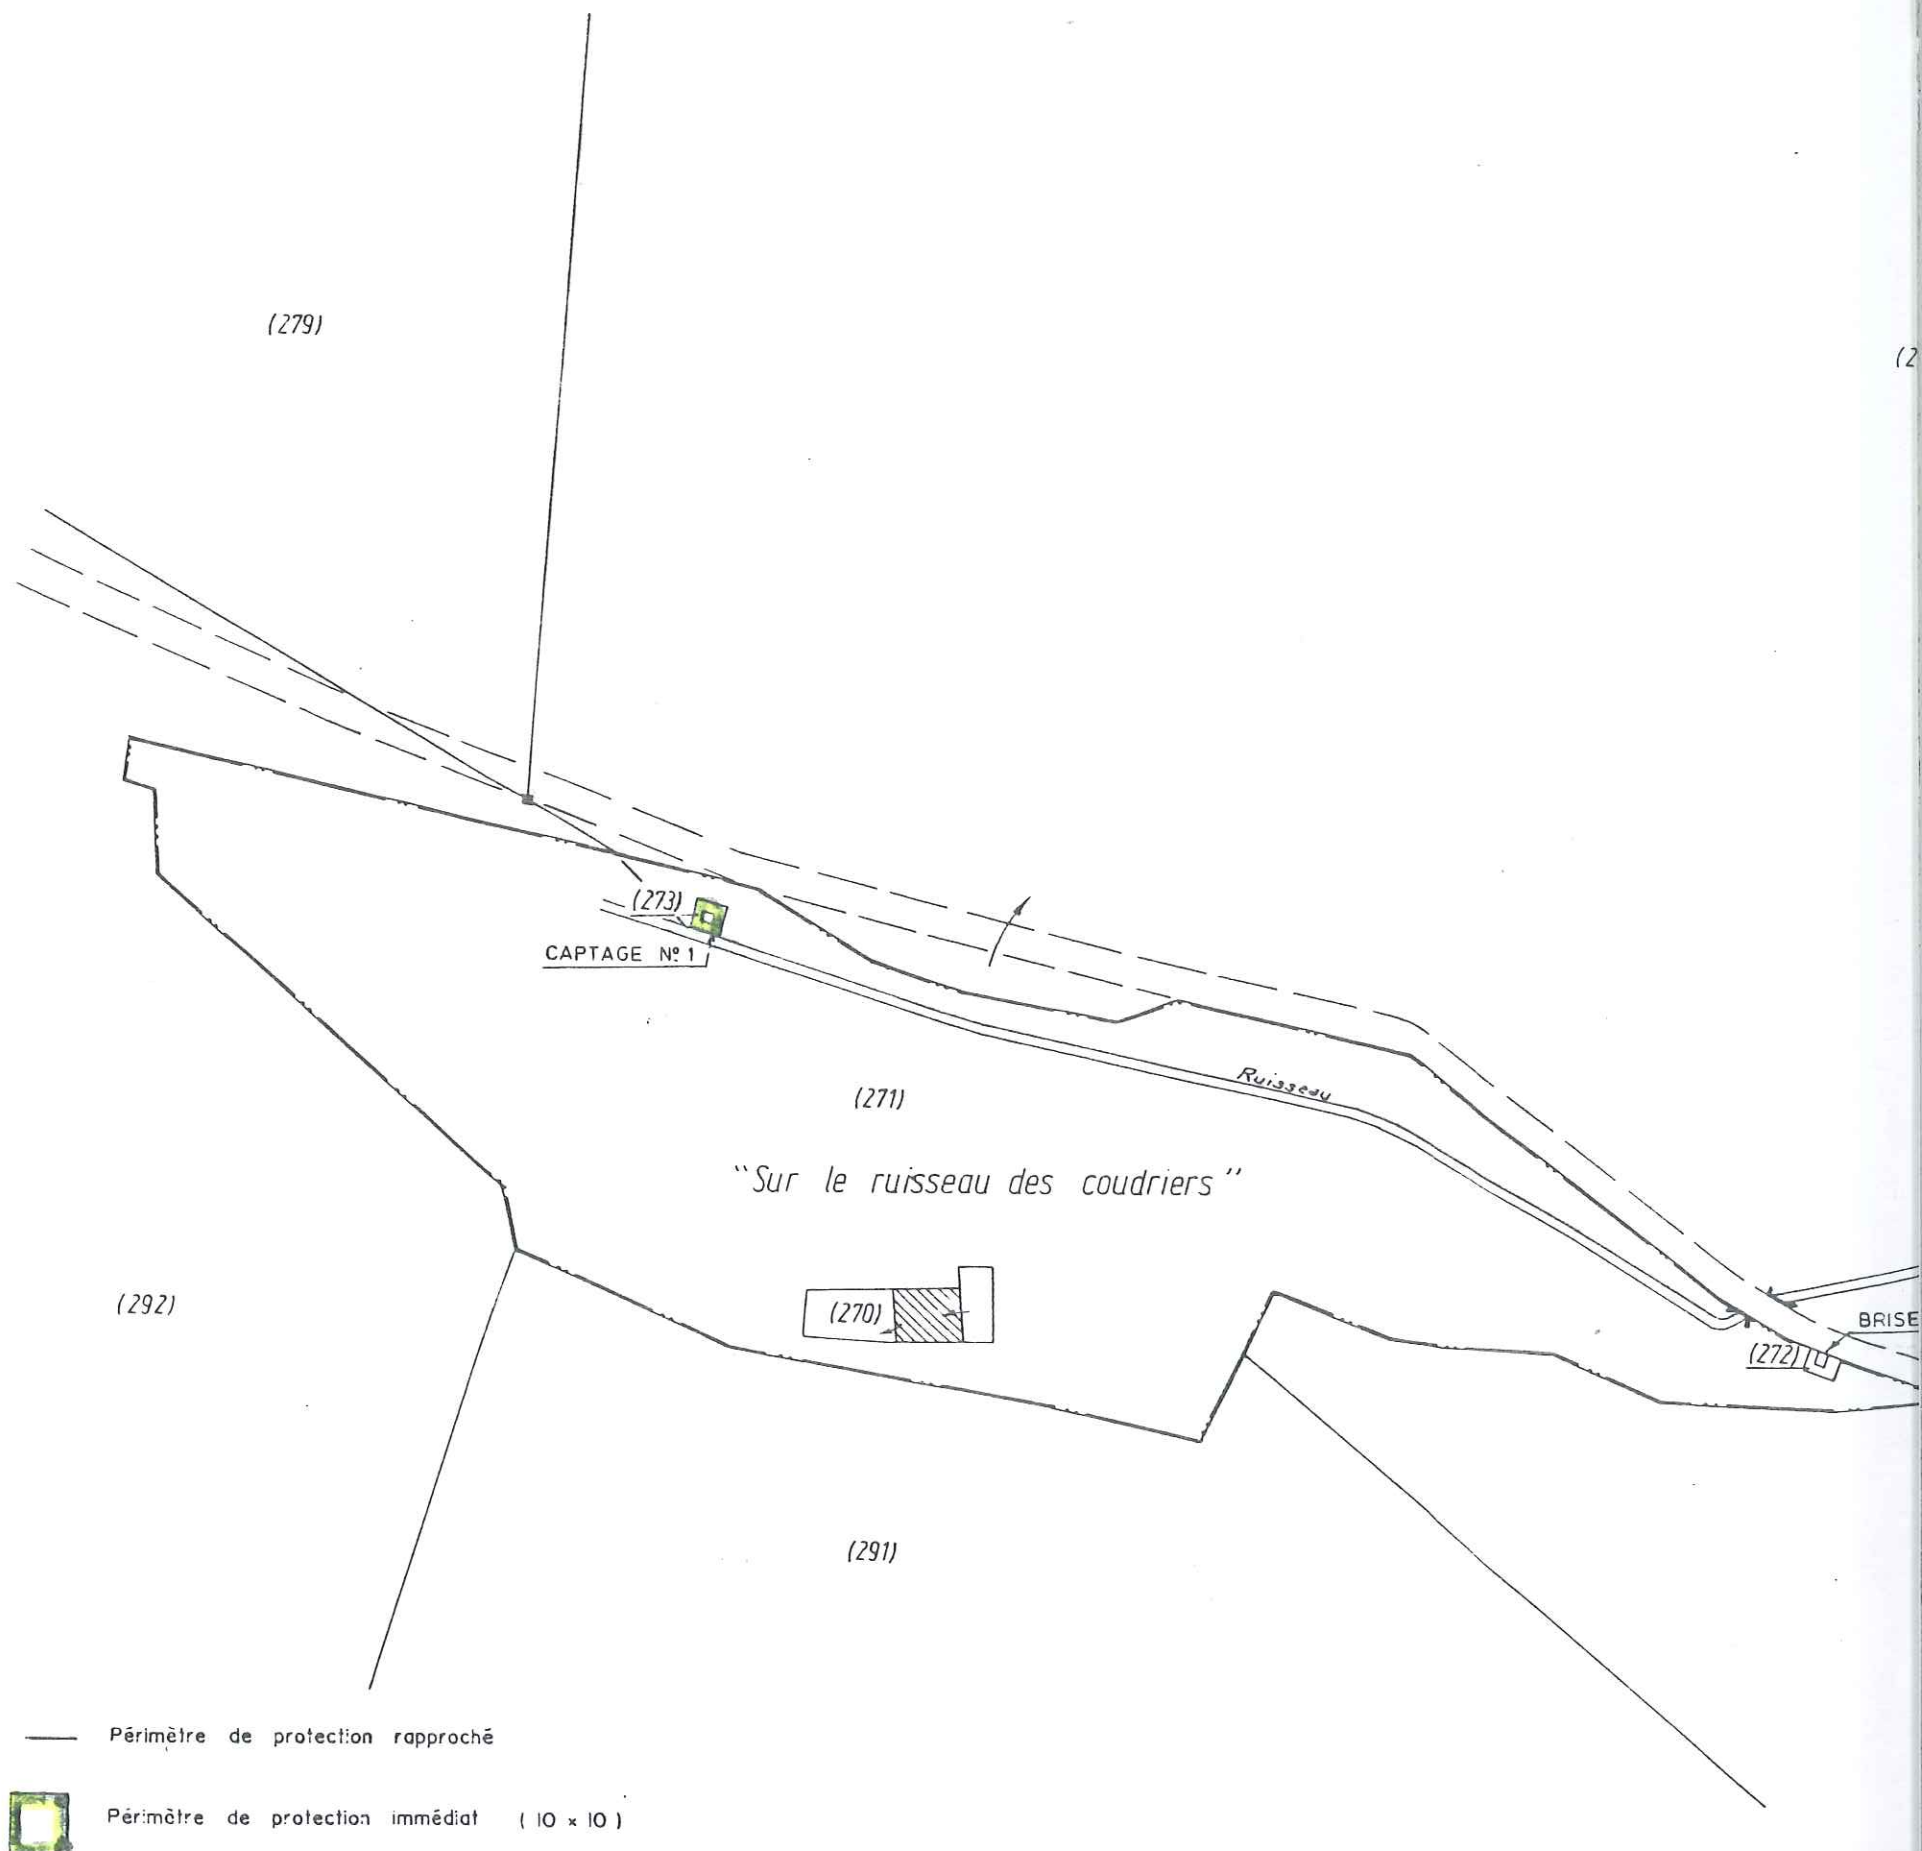 (279)
(2
(273)
CAPTAGE Nº 1
Ruisseau
(271)
"Sur le ruisseau des coudriers"
(292)
(270)
BRISE
(272)
(291)
Périmètre de protection rapproché
Périmètre de protection immédiat ( 10 x 10 )